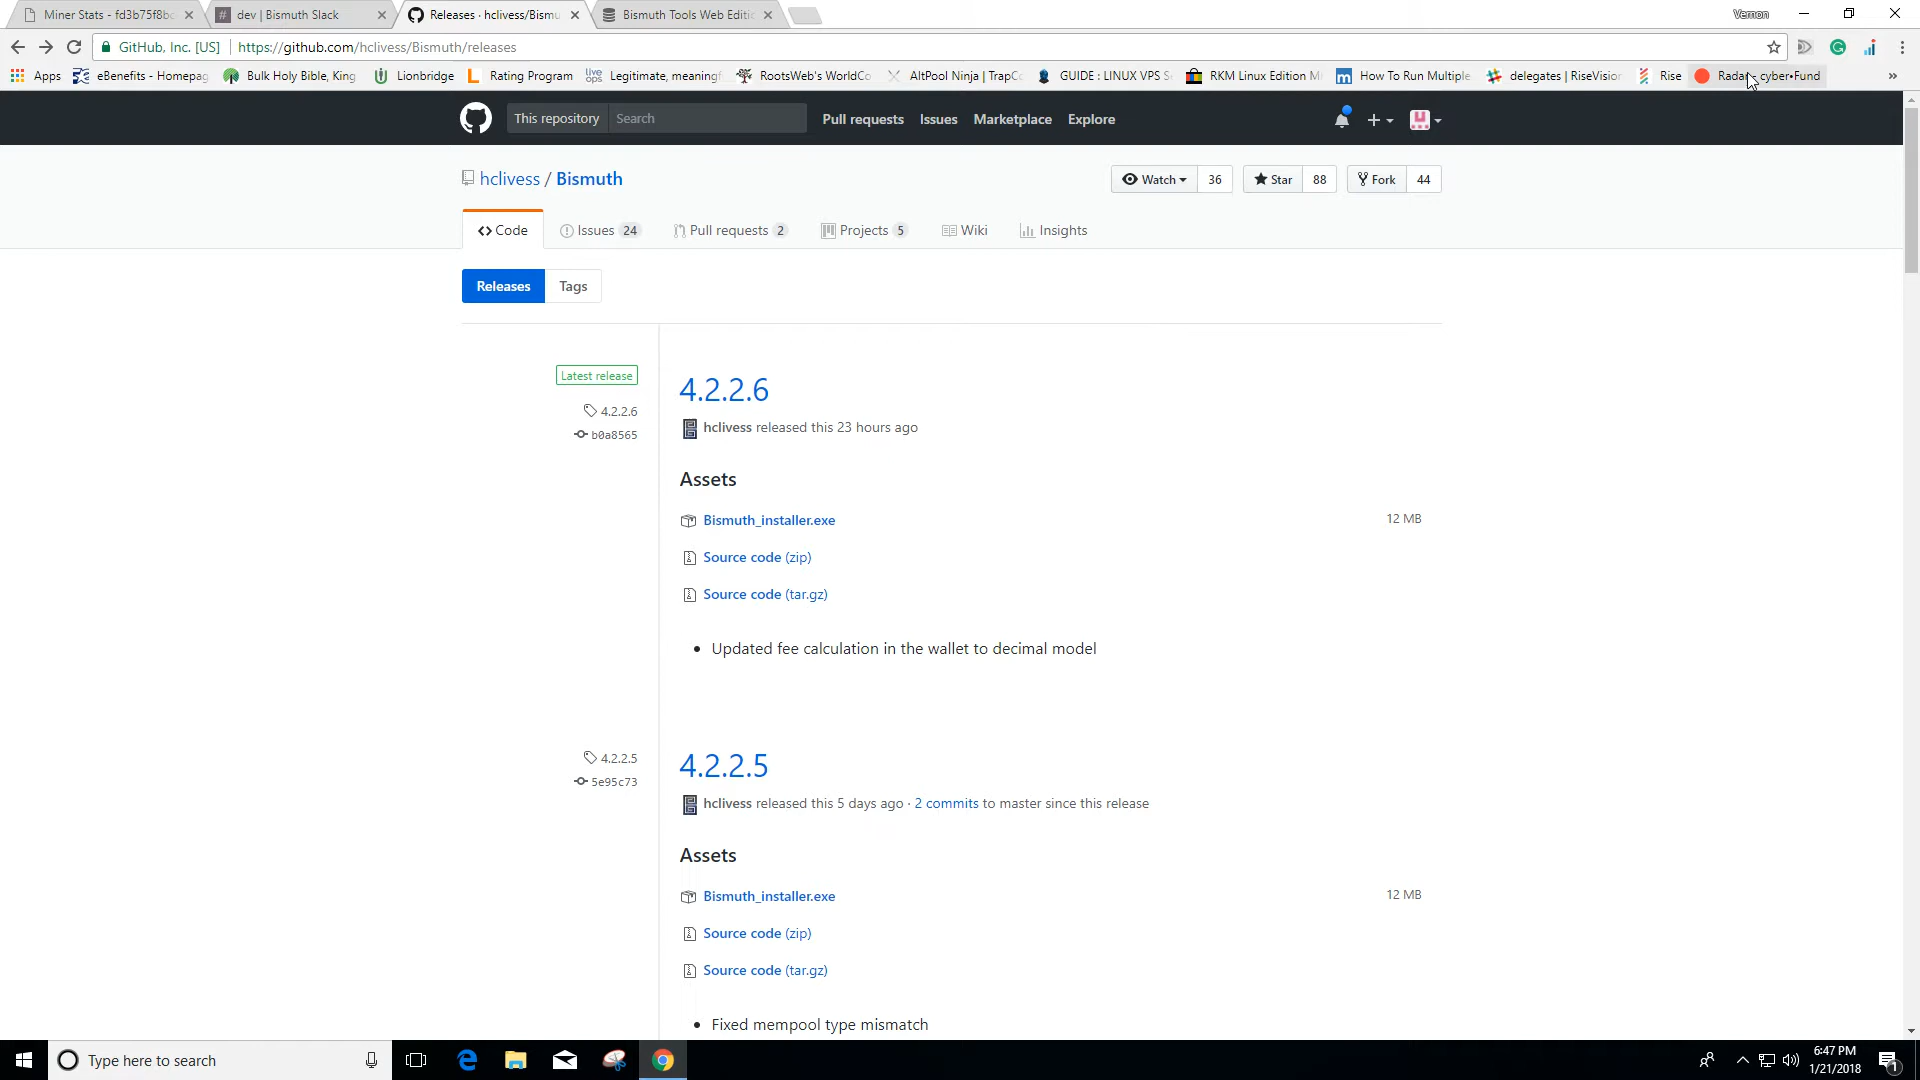 Miner Stats - fd3b75f8bc
dev | Bismuth Slack
Releases · hclivess/Bismu
Bismuth Tools Web Editi
Vernon
GitHub, Inc. [US]
https://github.com/hclivess/Bismuth/releases
Apps
eBenefits - Homepag
Bulk Holy Bible, King
Lionbridge
Rating Program
live ops
Legitimate, meaningf
RootsWeb's WorldCo
AltPool Ninja | TrapCo
GUIDE : LINUX VPS S
RKM Linux Edition M
How To Run Multiple
delegates | RiseVision
Rise
Radar - cyber•Fund
»
This repository
Search
Pull requests
Issues
Marketplace
Explore
hclivess / Bismuth
Watch
36
Star
88
Fork
44
Code
Issues 24
Pull requests 2
Projects 5
Wiki
Insights
Releases
Tags
Latest release
4.2.2.6
b0a8565
4.2.2.6
hclivess released this 23 hours ago
Assets
Bismuth_installer.exe
12 MB
Source code (zip)
Source code (tar.gz)
• Updated fee calculation in the wallet to decimal model
4.2.2.5
5e95c73
4.2.2.5
hclivess released this 5 days ago · 2 commits to master since this release
Assets
Bismuth_installer.exe
12 MB
Source code (zip)
Source code (tar.gz)
• Fixed mempool type mismatch
Type here to search
6:47 PM
1/21/2018
1